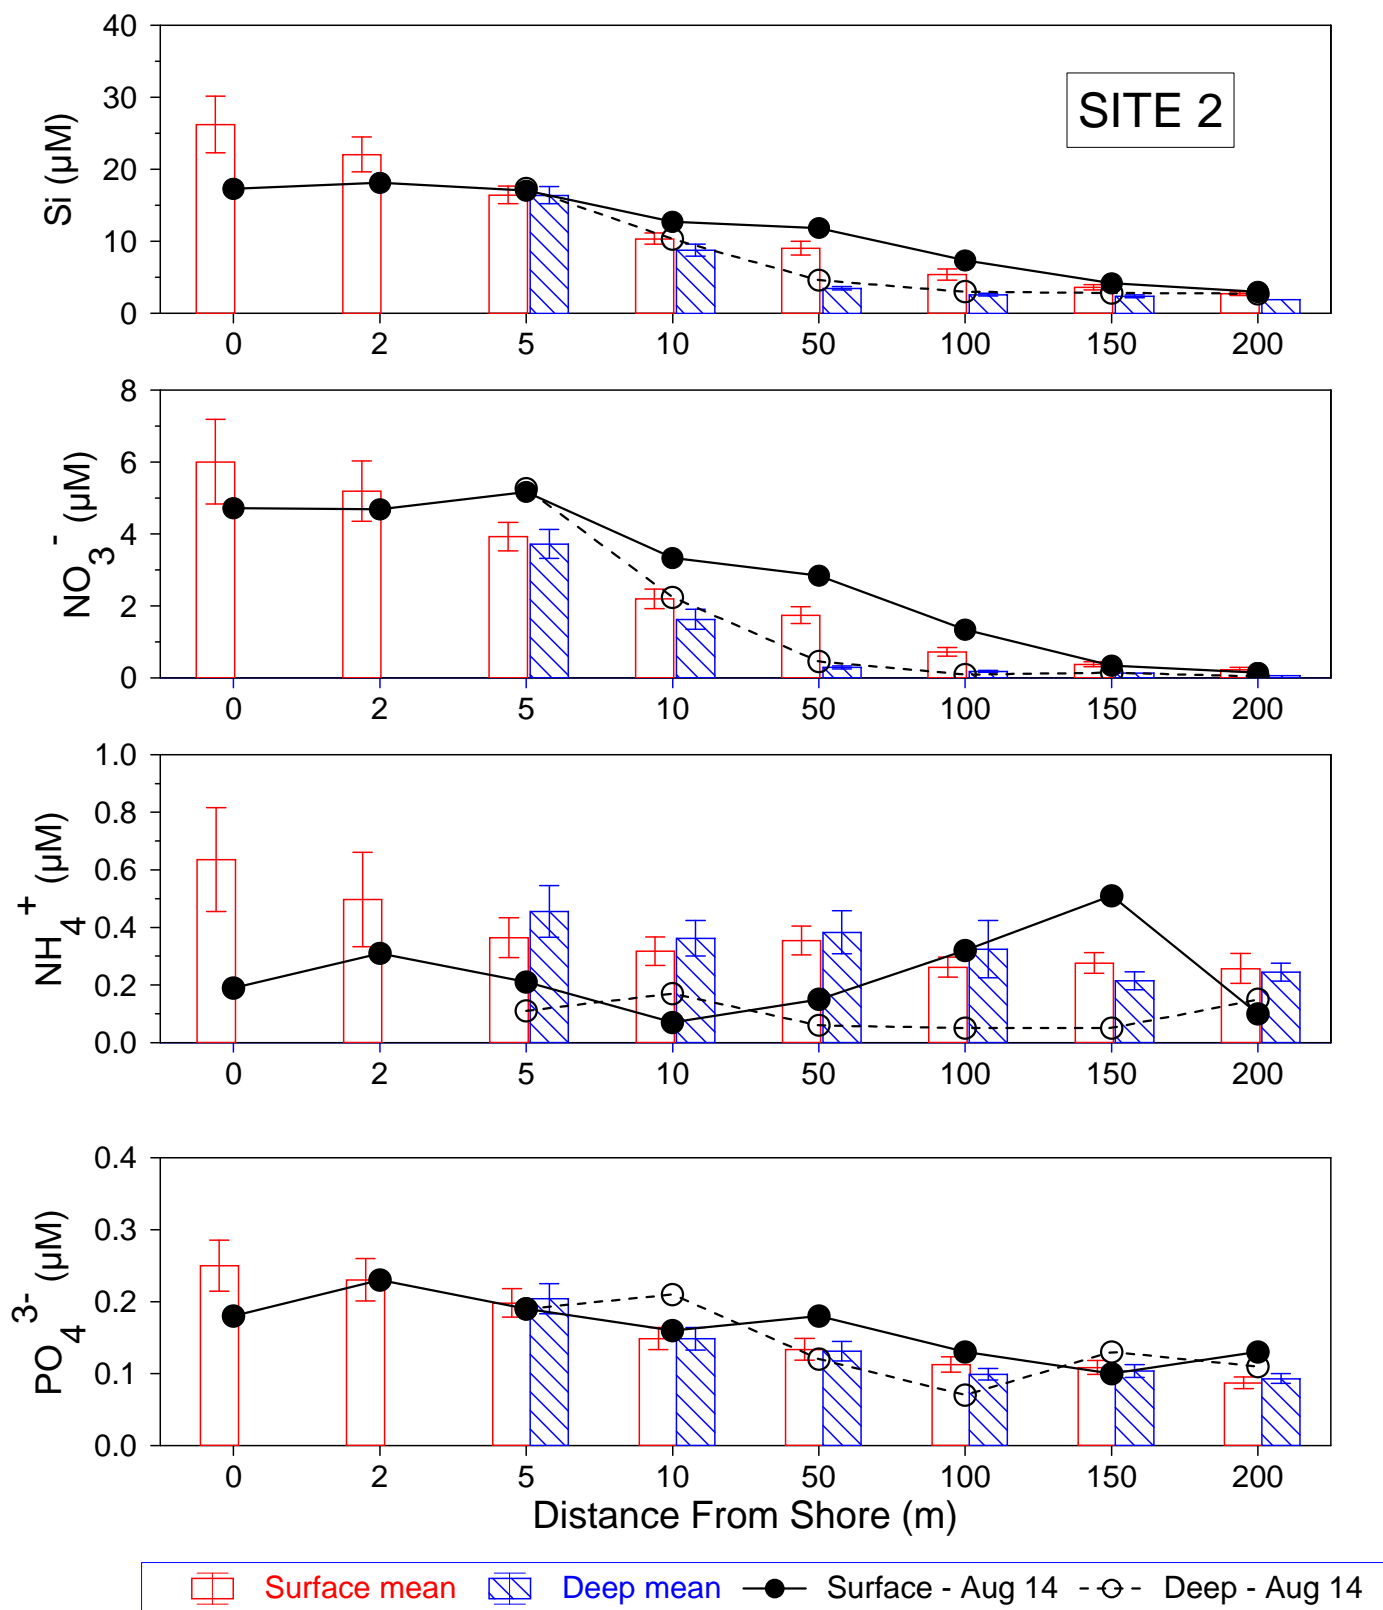 SITE 2
Si (µM)
40
30
20
10
0
0 2 5 10 50 100 150 200
NO3- (µM)
8
6
4
2
0
0 2 5 10 50 100 150 200
NH4+ (µM)
1.0
0.8
0.6
0.4
0.2
0.0
0 2 5 10 50 100 150 200
PO43- (µM)
0.4
0.3
0.2
0.1
0.0
0 2 5 10 50 100 150 200
Distance From Shore (m)
Surface mean Deep mean Surface - Aug 14 Deep - Aug 14